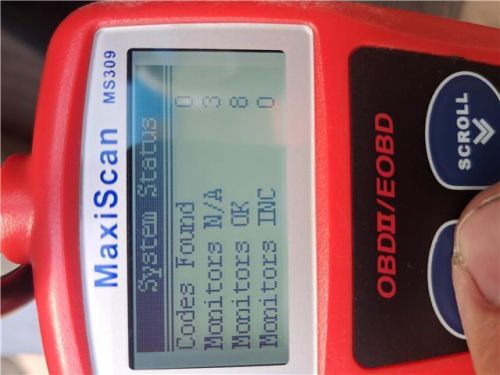 MaxiScan MS309
System Status
Codes Found 0
Monitors N/A 3
Monitors OK 8
Monitors INC 0
OBDII/EOBD
SCROLL